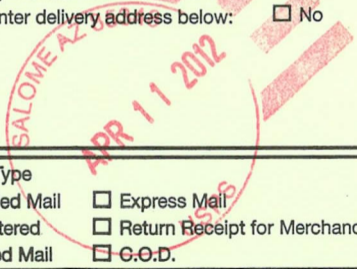 nter delivery address below: ☐ No
SALOME AZ
APR 11 2012
USPS
ype
ed Mail ☐ Express Mail
tered ☐ Return Receipt for Merchand
d Mail ☐ C.O.D.